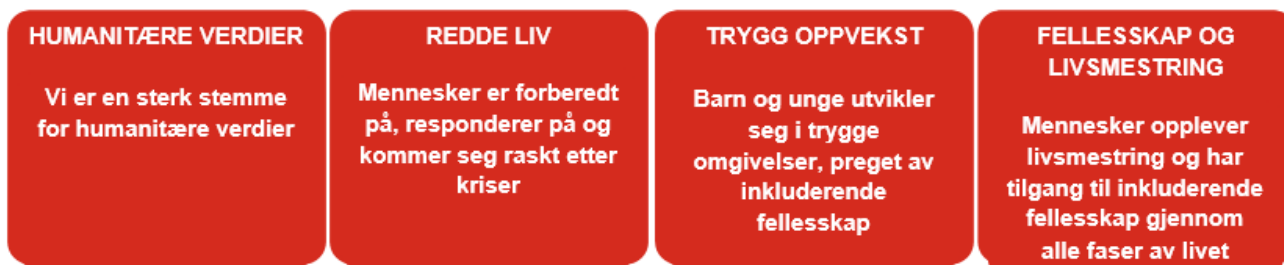 HUMANITÆRE VERDIER
Vi er en sterk stemme
for humanitære verdier
REDDE LIV
Mennesker er forberedt
på, responderer på og
kommer seg raskt etter
kriser
TRYGG OPPVEKST
Barn og unge utvikler
seg i trygge
omgivelser, preget av
inkluderende
fellesskap
FELLESSKAP OG
LIVSMESTRING
Mennesker opplever
livsmestring og har
tilgang til inkluderende
fellesskap gjennom
alle faser av livet